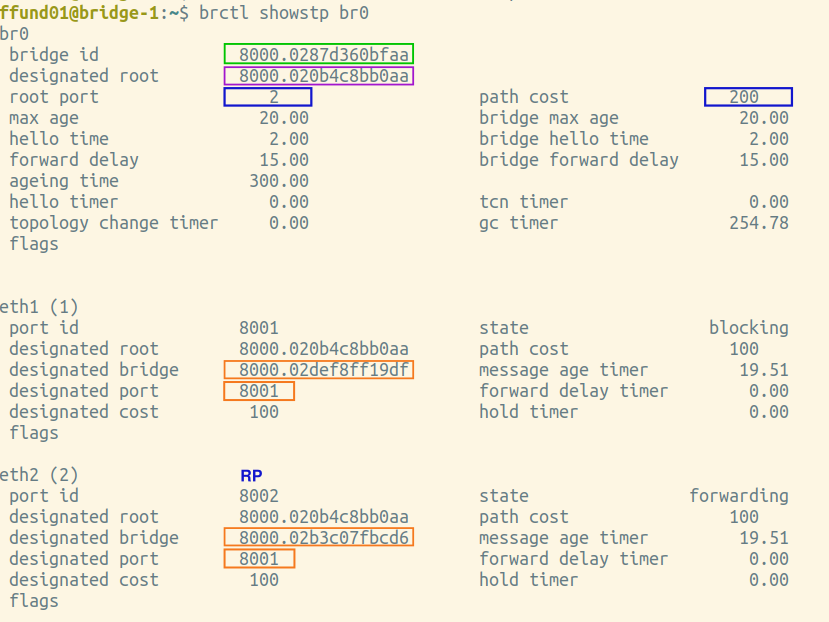 ffund01@bridge-1:~$ brctl showstp br0
br0
bridge id 8000.0287d360bfaa
designated root 8000.020b4c8bb0aa
root port 2 path cost 200
max age 20.00 bridge max age 20.00
hello time 2.00 bridge hello time 2.00
forward delay 15.00 bridge forward delay 15.00
ageing time 300.00
hello timer 0.00 tcn timer 0.00
topology change timer 0.00 gc timer 254.78
flags
eth1 (1)
port id 8001 state blocking
designated root 8000.020b4c8bb0aa path cost 100
designated bridge 8000.02def8ff19df message age timer 19.51
designated port 8001 forward delay timer 0.00
designated cost 100 hold timer 0.00
flags
eth2 (2) RP
port id 8002 state forwarding
designated root 8000.020b4c8bb0aa path cost 100
designated bridge 8000.02b3c07fbcd6 message age timer 19.51
designated port 8001 forward delay timer 0.00
designated cost 100 hold timer 0.00
flags